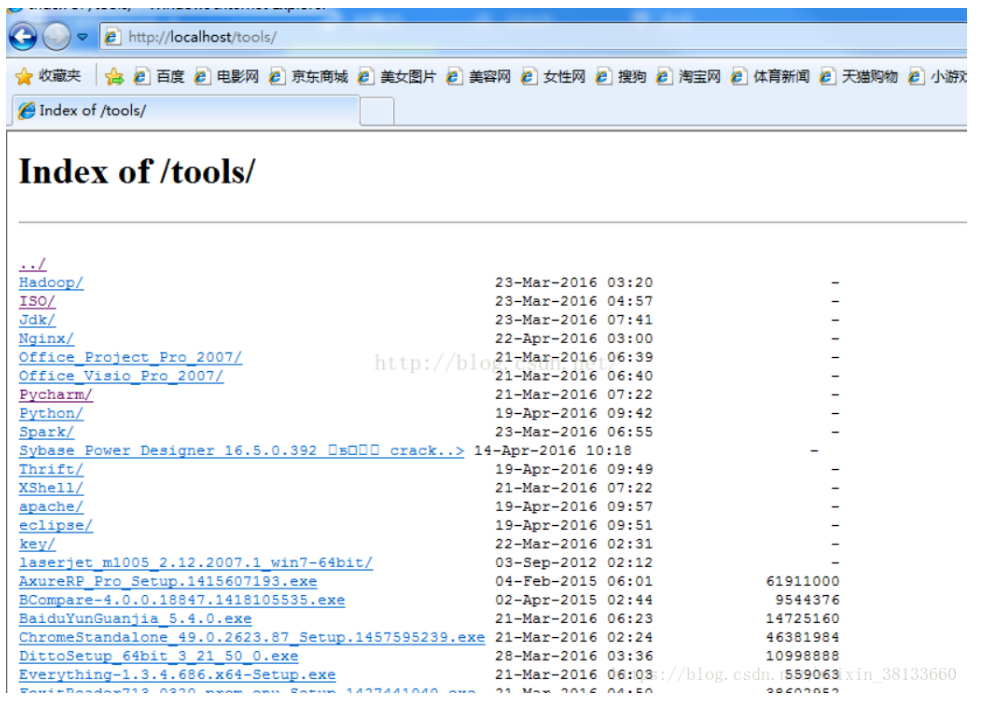 http://localhost/tools/
收藏夹 百度 电影网 京东商城 美女图片 美容网 女性网 搜狗 淘宝网 体育新闻 天猫购物 小游戏
Index of /tools/
Index of /tools/
../
Hadoop/ 23-Mar-2016 03:20 -
ISO/ 23-Mar-2016 04:57 -
Jdk/ 23-Mar-2016 07:41 -
Nginx/ 22-Apr-2016 03:00 -
Office_Project_Pro_2007/ 21-Mar-2016 06:39 -
http://blog.csdn.net/
Office_Visio_Pro_2007/ 21-Mar-2016 06:40 -
Pycharm/ 21-Mar-2016 07:22 -
Python/ 19-Apr-2016 09:42 -
Spark/ 23-Mar-2016 06:55 -
Sybase Power Designer 16.5.0.392 crack..> 14-Apr-2016 10:18 -
Thrift/ 19-Apr-2016 09:49 -
XShell/ 21-Mar-2016 07:22 -
apache/ 19-Apr-2016 09:57 -
eclipse/ 19-Apr-2016 09:51 -
key/ 22-Mar-2016 02:31 -
laserjet_m1005_2.12.2007.1_win7-64bit/ 03-Sep-2012 02:12 -
AxureRP_Pro_Setup.1415607193.exe 04-Feb-2015 06:01 61911000
BCompare-4.0.0.18847.1418105535.exe 02-Apr-2015 02:44 9544376
BaiduYunGuanjia_5.4.0.exe 21-Mar-2016 06:23 14725160
ChromeStandalone_49.0.2623.87_Setup.1457595239.exe 21-Mar-2016 02:24 46381984
DittoSetup_64bit_3_21_50_0.exe 28-Mar-2016 03:36 10998888
Everything-1.3.4.686.x64-Setup.exe 21-Mar-2016 06:03 559063